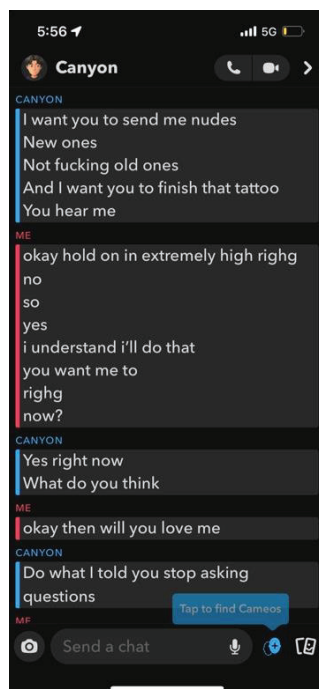 5:56
5G
Canyon
CANYON
I want you to send me nudes
New ones
Not fucking old ones
And I want you to finish that tattoo
You hear me
ME
okay hold on in extremely high righg
no
so
yes
i understand i'll do that
you want me to
righg
now?
CANYON
Yes right now
What do you think
ME
okay then will you love me
CANYON
Do what I told you stop asking
questions
Tap to find Cameos
ME
Send a chat